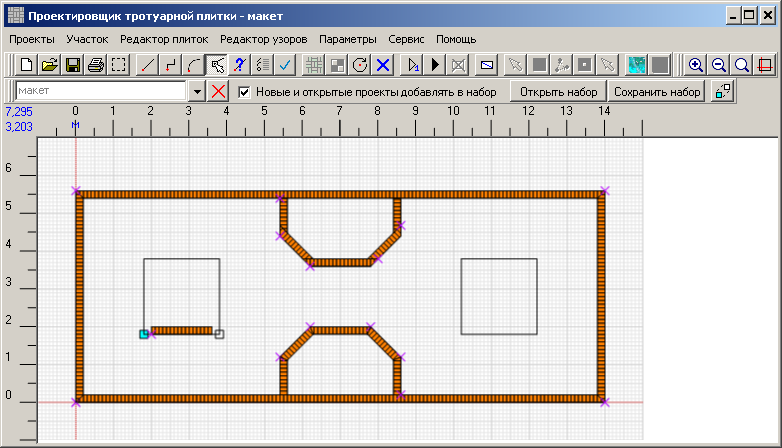 Проектировщик тротуарной плитки - макет
Проекты Участок Редактор плиток Редактор узоров Параметры Сервис Помощь
макет Новые и открытые проекты добавлять в набор Открыть набор Сохранить набор
7,295 0 1 2 3 4 5 6 7 8 9 10 11 12 13 14
3,203 м
6
5
4
3
2
1
0